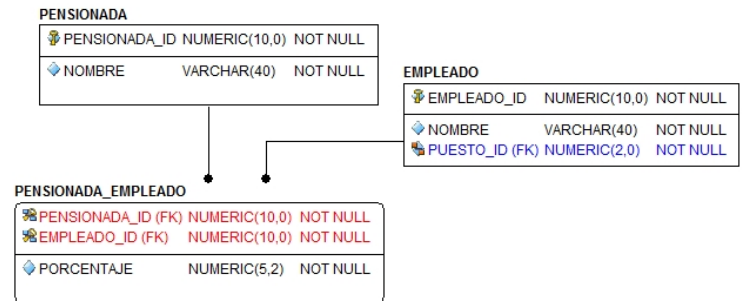 PENSIONADA
PENSIONADA_ID NUMERIC(10,0) NOT NULL
NOMBRE VARCHAR(40) NOT NULL
EMPLEADO
EMPLEADO_ID NUMERIC(10,0) NOT NULL
NOMBRE VARCHAR(40) NOT NULL
PUESTO_ID (FK) NUMERIC(2,0) NOT NULL
PENSIONADA_EMPLEADO
PENSIONADA_ID (FK) NUMERIC(10,0) NOT NULL
EMPLEADO_ID (FK) NUMERIC(10,0) NOT NULL
PORCENTAJE NUMERIC(5,2) NOT NULL